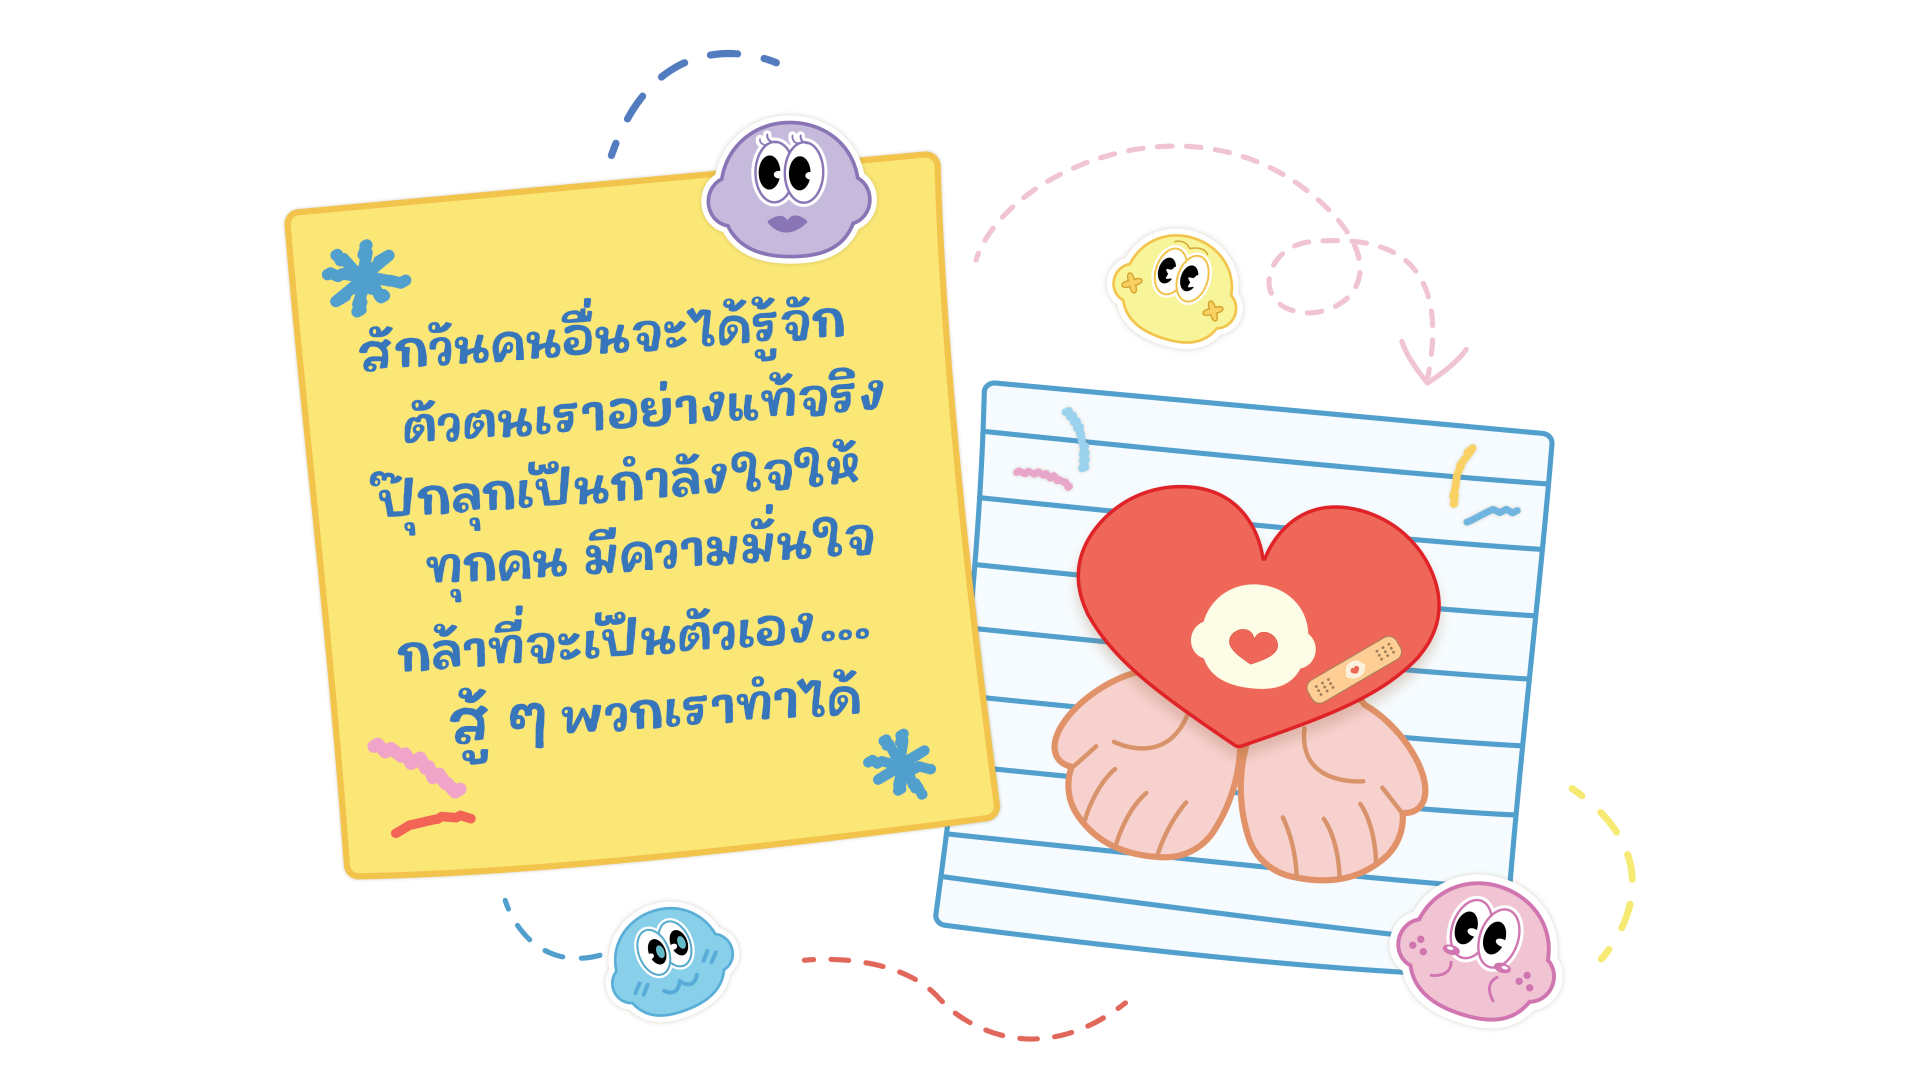 สักวันคนอื่นจะได้รู้จัก
ตัวตนเราอย่างแท้จริง
ปุ๊กลุกเป็นกำลังใจให้
ทุกคน มีความมั่นใจ
กล้าที่จะเป็นตัวเอง...
สู้ ๆ พวกเราทำได้